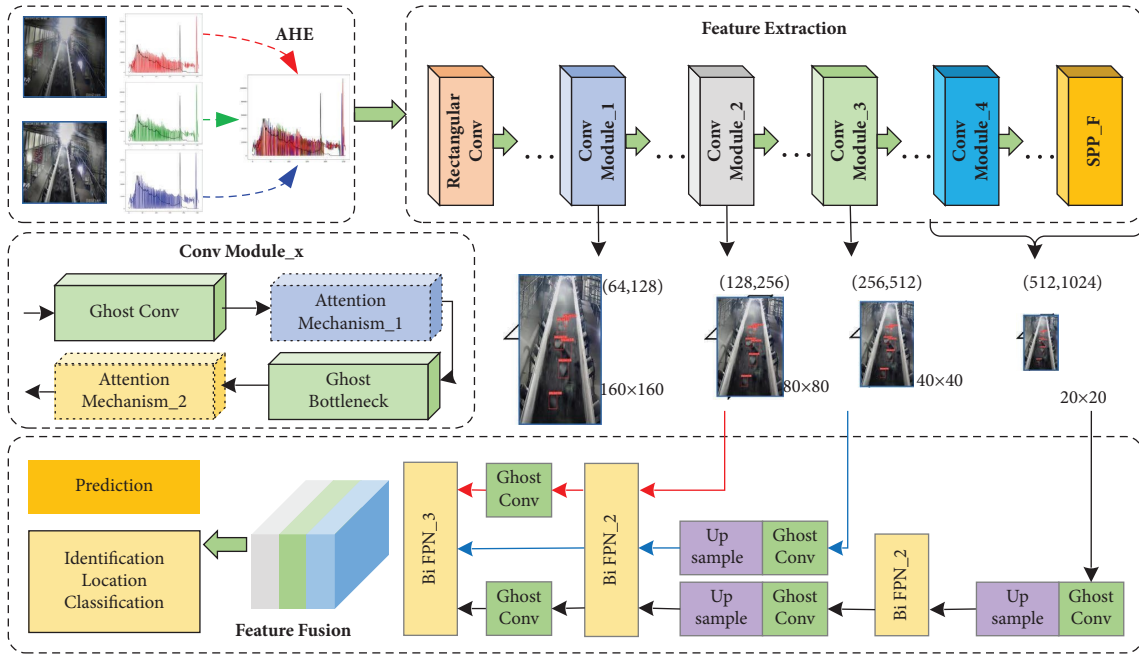 AHE
Feature Extraction
Rectangular
Conv
Conv
Module_1
Conv
Module_2
Conv
Module_3
Conv
Module_4
SPP_F
Conv Module_x
Ghost Conv
Attention
Mechanism_1
Attention
Mechanism_2
Ghost
Bottleneck
(64,128)
160×160
(128,256)
80×80
(256,512)
40×40
(512,1024)
20×20
Prediction
Identification
Location
Classification
Feature Fusion
Bi FPN_3
Ghost
Conv
Ghost
Conv
Bi FPN_2
Up
sample
Ghost
Conv
Up
sample
Ghost
Conv
Bi FPN_2
Up
sample
Ghost
Conv